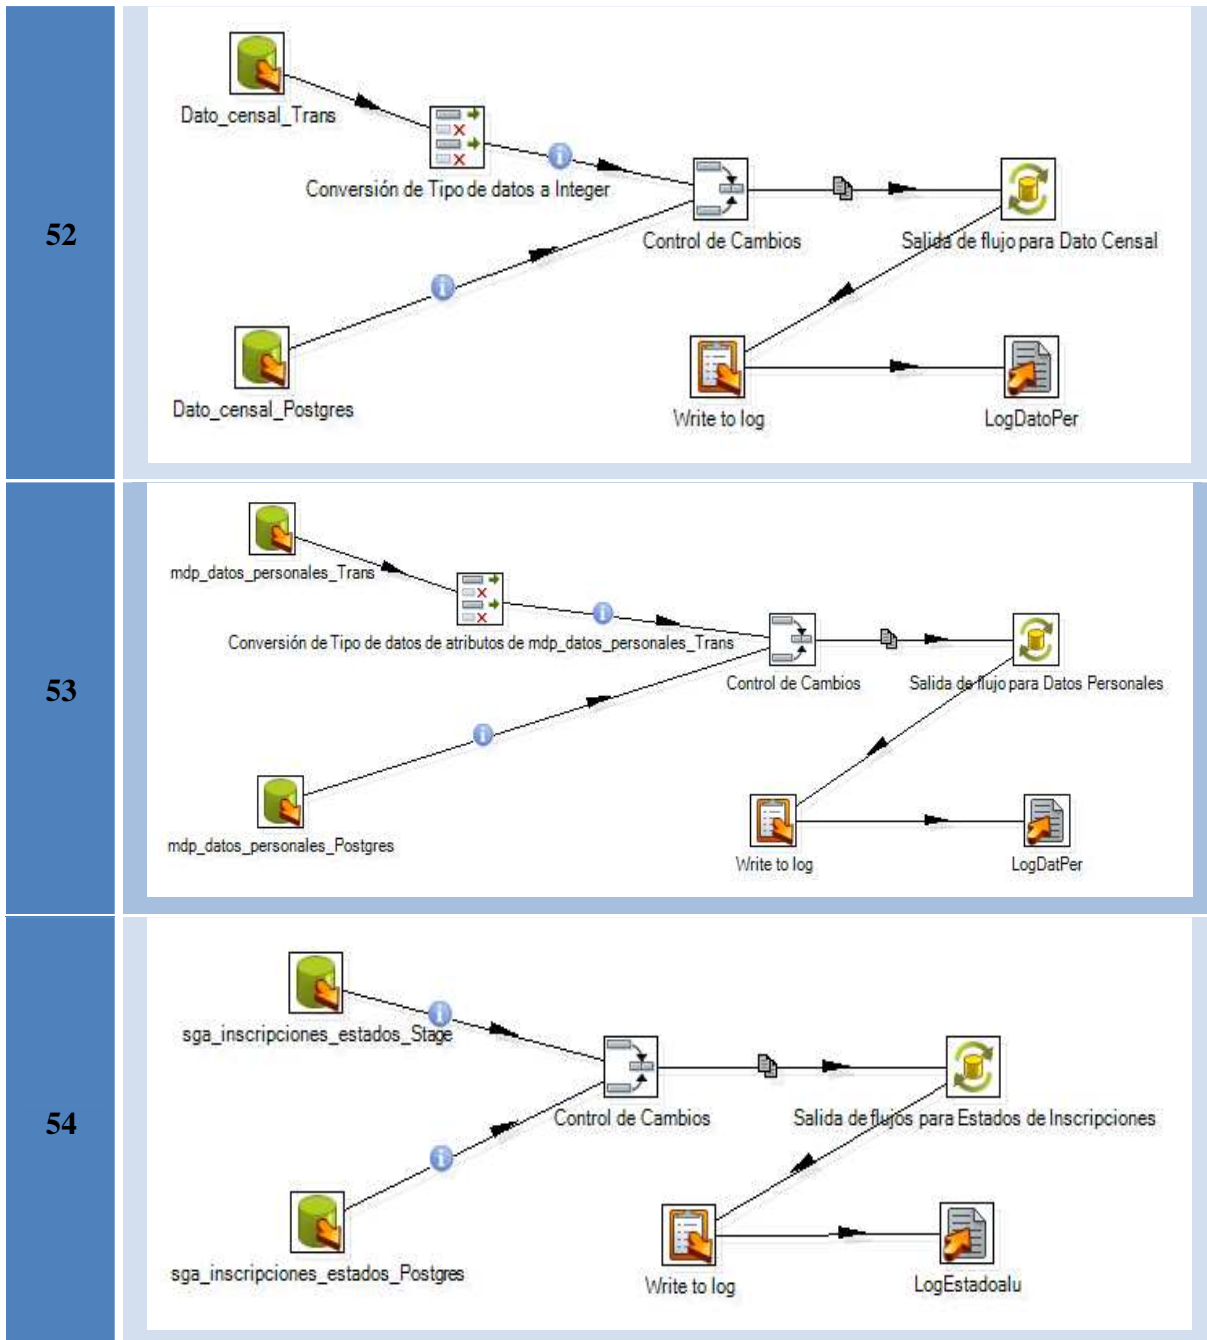 52
Dato_censal_Trans
Conversión de Tipo de datos a Integer
Control de Cambios
Salida de flujo para Dato Censal
Dato_censal_Postgres
Write to log
LogDatoPer
53
mdp_datos_personales_Trans
Conversión de Tipo de datos de atributos de mdp_datos_personales_Trans
Control de Cambios
Salida de flujo para Datos Personales
mdp_datos_personales_Postgres
Write to log
LogDatPer
54
sga_inscripciones_estados_Stage
Control de Cambios
Salida de flujos para Estados de Inscripciones
sga_inscripciones_estados_Postgres
Write to log
LogEstadoalu